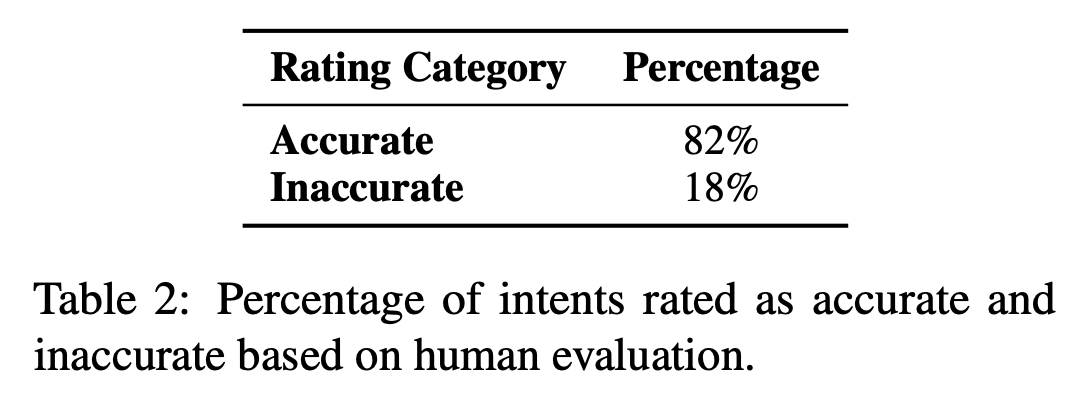 Rating Category Percentage
Accurate 82%
Inaccurate 18%
Table 2: Percentage of intents rated as accurate and
inaccurate based on human evaluation.